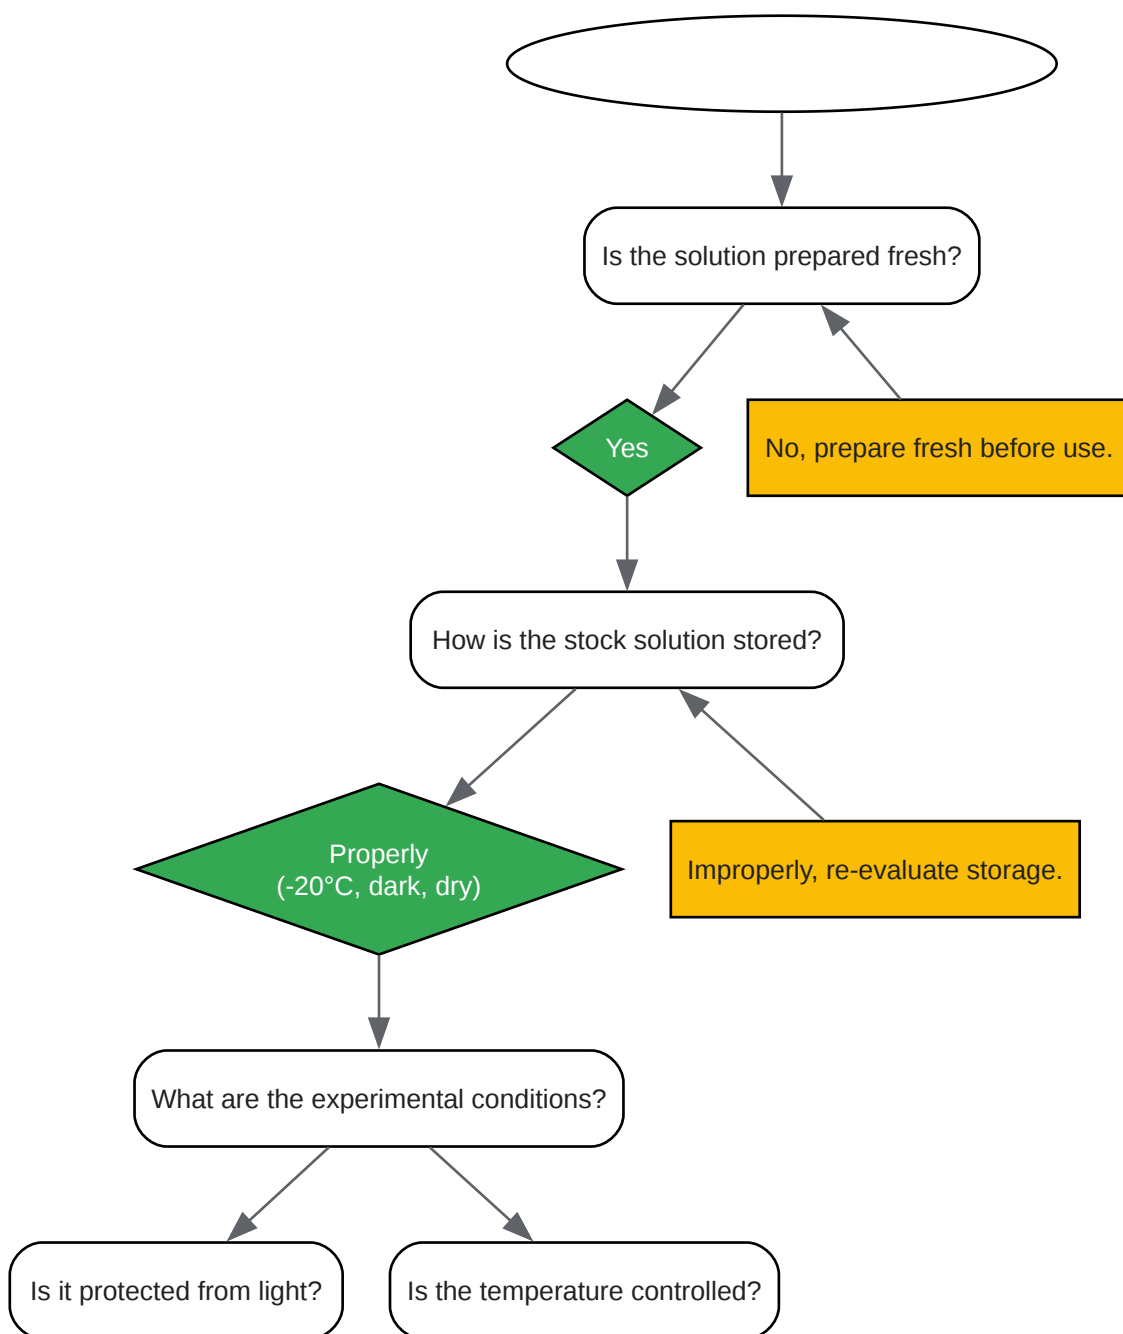 Is the solution prepared fresh?
Yes
No, prepare fresh before use.
How is the stock solution stored?
Properly
(-20°C, dark, dry)
Improperly, re-evaluate storage.
What are the experimental conditions?
Is it protected from light?
Is the temperature controlled?